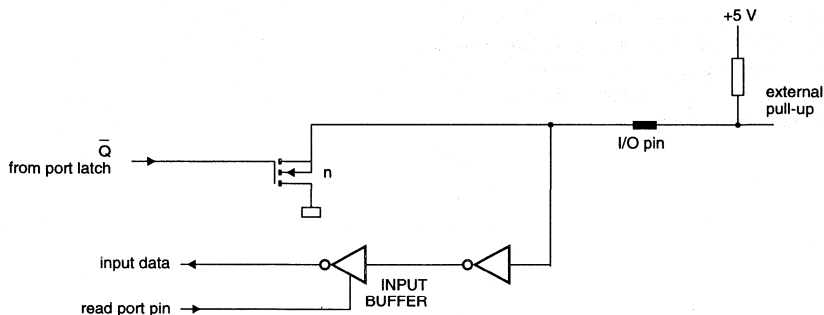 +5 V
external
pull-up
I/O pin
Q
from port latch
n
input data
INPUT
BUFFER
read port pin